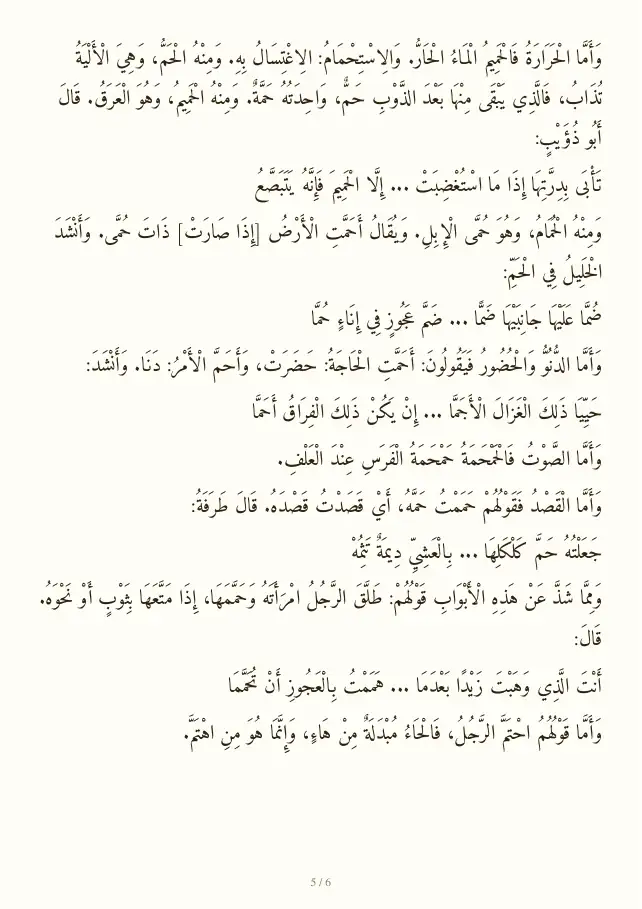 وَأَمَّا الْحَرَارَةُ فَالْحَمِيمُ الْمَاءُ الْحَارُّ. وَالِاسْتِحْمَامُ: الِاغْتِسَالُ بِهِ. وَمِنْهُ الْحَمُّ، وَهِيَ الْأَلْيَةُ
تُذَابُ، فَالَّذِي يَبْقَى مِنْهَا بَعْدَ الذَّوْبِ حَمٌّ، وَاحِدَتُهُ حَمَّةٌ. وَمِنْهُ الْحَمِيمُ، وَهُوَ الْعَرَقُ. قَالَ
أَبُو ذُؤَيْبٍ:
تَأْبَى بِدِرَّتِهَا إِذَا مَا اسْتُغْضِبَتْ ... إِلَّا الْحَمِيمَ فَإِنَّهُ يَتَبَصَّعُ
وَمِنْهُ الْحُمَامُ، وَهُوَ حُمَّى الْإِبِلِ. وَيُقَالُ أَحَمَّتِ الْأَرْضُ [إِذَا صَارَتْ] ذَاتَ حُمَّى. وَأَنْشَدَ
الْخَلِيلُ فِي الْحَمِّ:
ضُمَّا عَلَيْهَا جَانِبَيْهَا ضَمًّا ... ضَمَّ عَجُوزٍ فِي إِنَاءٍ حُمَّا
وَأَمَّا الدُّنُوُّ وَالْحُضُورُ فَيَقُولُونَ: أَحَمَّتِ الْحَاجَةُ: حَضَرَتْ، وَأَحَمَّ الْأَمْرُ: دَنَا. وَأَنْشَدَ:
حَيِّيَا ذَلِكَ الْغَزَالَ الْأَجَمَّا ... إِنْ يَكُنْ ذَلِكَ الْفِرَاقُ أَحَمَّا
وَأَمَّا الصَّوْتُ فَالْحَمْحَمَةُ حَمْحَمَةُ الْفَرَسِ عِنْدَ الْعَلْفِ.
وَأَمَّا الْقَصْدُ فَقَوْلُهُمْ حَمَمْتُ حَمَّهُ، أَيْ قَصَدْتُ قَصْدَهُ. قَالَ طَرَفَةُ:
جَعَلْتُهُ حَمَّ كَلْكَلِهَا ... بِالْعَشِيِّ دِيمَةٌ تَثِمُهْ
وَمِمَّا شَذَّ عَنْ هَذِهِ الْأَبْوَابِ قَوْلُهُمْ: طَلَّقَ الرَّجُلُ امْرَأَتَهُ وَحَمَّمَهَا، إِذَا مَتَّعَهَا بِثَوْبٍ أَوْ نَحْوَهُ.
قَالَ:
أَنْتَ الَّذِي وَهَبْتَ زَيْدًا بَعْدَمَا ... هَمَمْتُ بِالْعَجُوزِ أَنْ تُحَمَّمَا
وَأَمَّا قَوْلُهُمُ احْتَمَّ الرَّجُلُ، فَالْحَاءُ مُبْدَلَةٌ مِنْ هَاءٍ، وَإِنَّمَا هُوَ مِنِ اهْتَمَّ.
5 / 6